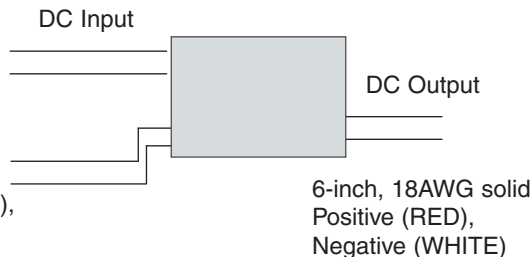 DC Input
DC Output
),
6-inch, 18AWG solid
Positive (RED),
Negative (WHITE)